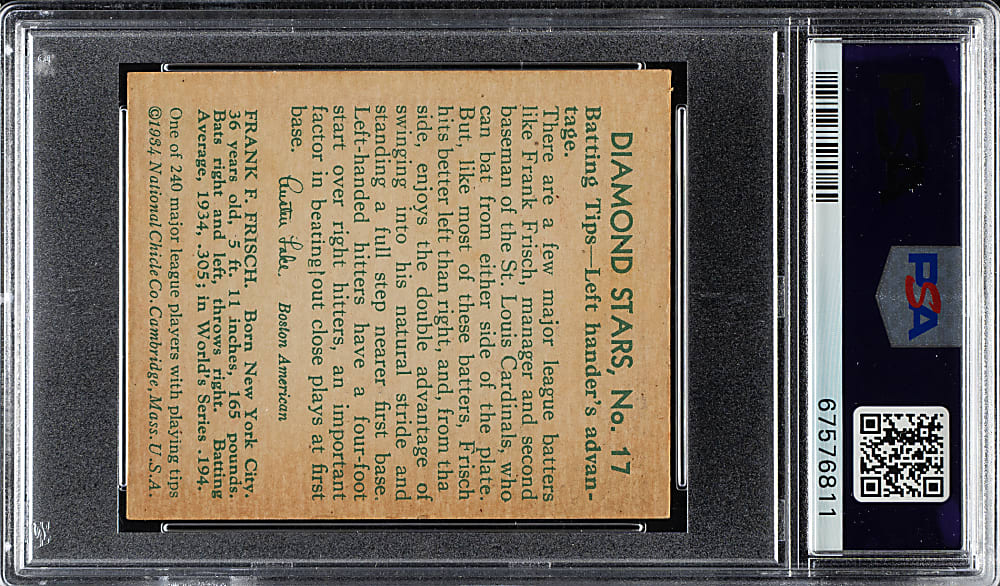 DIAMOND STARS, No. 17
Batting Tips—Left hander's advan-
tage.
There are a few major league batters
like Frank Frisch, manager and second
baseman of the St. Louis Cardinals, who
can bat from either side of the plate.
But, like most of these batters, Frisch
hits better left than right, and, from tha
side, enjoys the double advantage of
swinging into his natural stride and
standing a full step nearer first base.
Left-handed hitters have a four-foot
start over right hitters, an important
factor in beating out close plays at first
base.
Austen Lake, Boston American
FRANK F. FRISCH. Born New York City.
36 years old, 5 ft. 11 inches, 165 pounds.
Bats right and left, throws right. Batting
Average, 1934, .305; in World's Series .194.
One of 240 major league players with playing tips
©1934 National Chicle Co. Cambridge, Mass. U.S.A.
PSA
67576811